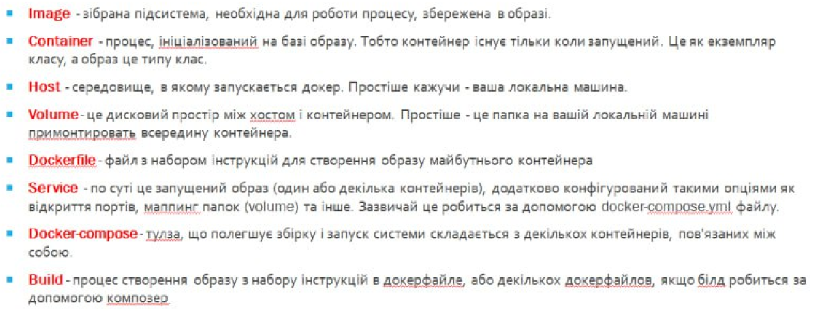 Image - зібрана підсистема, необхідна для роботи процесу, збережена в образі.
Container - процес, ініціалізований на базі образу. Тобто контейнер існує тільки коли запущений. Це як екземпляр
класу, а образ це типу клас.
Host - середовище, в якому запускається докер. Простіше кажучи - ваша локальна машина.
Volume - це дисковий простір між хостом і контейнером. Простіше - це папка на вашій локальній машині
примонтировать всередину контейнера.
Dockerfile - файл з набором інструкцій для створення образу майбутнього контейнера
Service - по суті це запущений образ (один або декілька контейнерів), додатково конфігурований такими опціями як
відкриття портів, маппинг папок (volume) та інше. Зазвичай це робиться за допомогою docker-compose.yml файлу.
Docker-compose - тулза, що полегшує збірку і запуск системи складається з декількох контейнерів, пов'язаних між
собою.
Build - процес створення образу з набору інструкцій в докерфайле, або декількох докерфайлов, якщо білд робиться за
допомогою композер